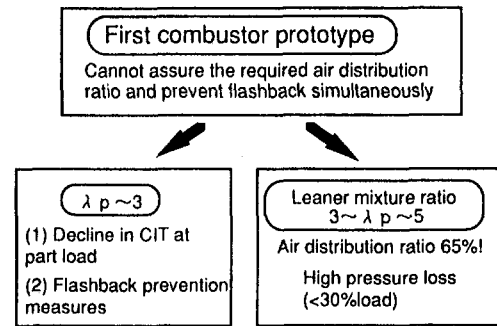 First combustor prototype
Cannot assure the required air distribution
ratio and prevent flashback simultaneously
λ p ~3
(1) Decline in CIT at
part load
(2) Flashback prevention
measures
Leaner mixture ratio
3~ λ p ~5
Air distribution ratio 65%!
High pressure loss
(<30%load)